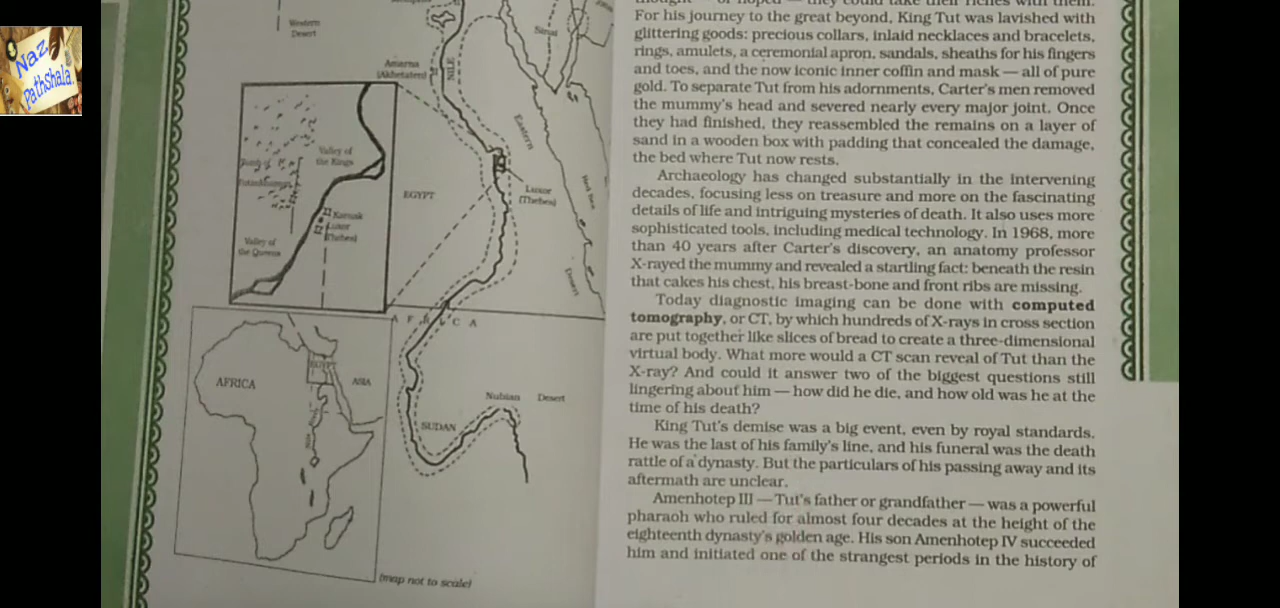 Naz
Pathshala.
Western
Desert
Sinai
Amarna
(Akhetaten)
NILE
Eastern
Valley of
the Kings
Tomb of
Tutankhamun
EGYPT
Luxor
(Thebes)
Red Sea
Karnak
Luxor
(Thebes)
Valley of
the Queens
Desert
A F R I C A
EGYPT
AFRICA
ASIA
Nubian Desert
SUDAN
(map not to scale)
thought — or hoped — they could take their riches with them.
For his journey to the great beyond, King Tut was lavished with
glittering goods: precious collars, inlaid necklaces and bracelets,
rings, amulets, a ceremonial apron, sandals, sheaths for his fingers
and toes, and the now iconic inner coffin and mask — all of pure
gold. To separate Tut from his adornments, Carter's men removed
the mummy's head and severed nearly every major joint. Once
they had finished, they reassembled the remains on a layer of
sand in a wooden box with padding that concealed the damage,
the bed where Tut now rests.
Archaeology has changed substantially in the intervening
decades, focusing less on treasure and more on the fascinating
details of life and intriguing mysteries of death. It also uses more
sophisticated tools, including medical technology. In 1968, more
than 40 years after Carter's discovery, an anatomy professor
X-rayed the mummy and revealed a startling fact: beneath the resin
that cakes his chest, his breast-bone and front ribs are missing.
Today diagnostic imaging can be done with computed
tomography, or CT, by which hundreds of X-rays in cross section
are put together like slices of bread to create a three-dimensional
virtual body. What more would a CT scan reveal of Tut than the
X-ray? And could it answer two of the biggest questions still
lingering about him — how did he die, and how old was he at the
time of his death?
King Tut's demise was a big event, even by royal standards.
He was the last of his family's line, and his funeral was the death
rattle of a dynasty. But the particulars of his passing away and its
aftermath are unclear.
Amenhotep III — Tut's father or grandfather — was a powerful
pharaoh who ruled for almost four decades at the height of the
eighteenth dynasty's golden age. His son Amenhotep IV succeeded
him and initiated one of the strangest periods in the history of